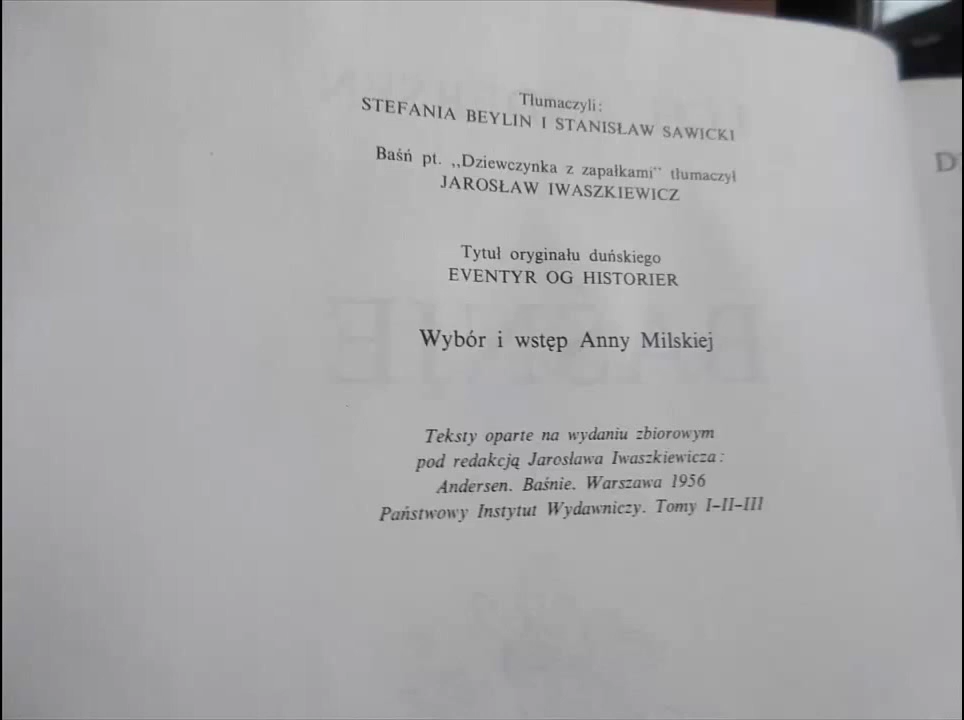 Tłumaczyli:
STEFANIA BEYLIN I STANISŁAW SAWICKI
Baśń pt. „Dziewczynka z zapałkami" tłumaczył
JAROSŁAW IWASZKIEWICZ
Tytuł oryginału duńskiego
EVENTYR OG HISTORIER
Wybór i wstęp Anny Milskiej
Teksty oparte na wydaniu zbiorowym
pod redakcją Jarosława Iwaszkiewicza:
Andersen. Baśnie. Warszawa 1956
Państwowy Instytut Wydawniczy. Tomy I–II–III